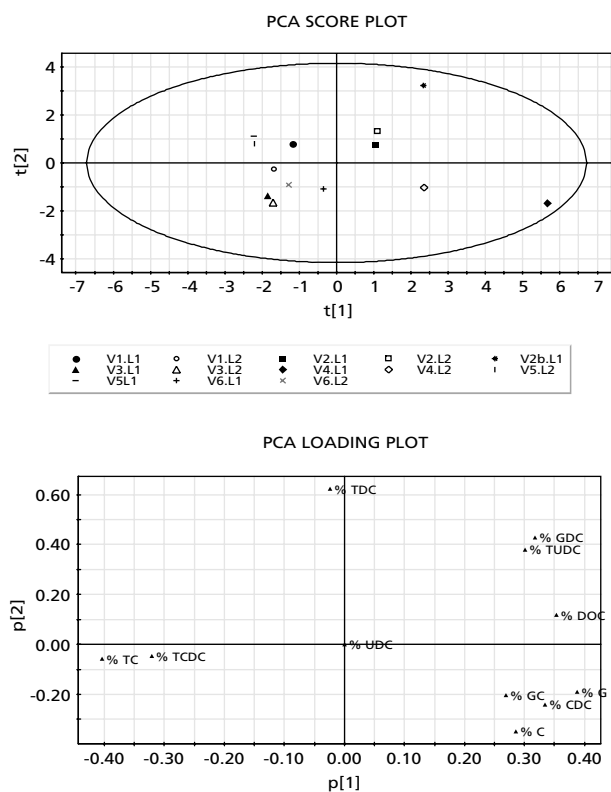 PCA SCORE PLOT
4
2
0
-2
-4
t[2]
-7 -6 -5 -4 -3 -2 -1 0 1 2 3 4 5 6 7
t[1]
V1.L1 V1.L2 V2.L1 V2.L2 V2b.L1
V3.L1 V3.L2 V4.L1 V4.L2 V5.L2
V5L1 V6.L1 V6.L2
PCA LOADING PLOT
0.60
0.40
0.20
0.00
-0.20
p[2]
% TDC
% GDC
% TUDC
% DOC
% UDC
% TC
% TCDC
% GC
% G
% CDC
% C
-0.40 -0.30 -0.20 -0.10 0.00 0.10 0.20 0.30 0.40
p[1]